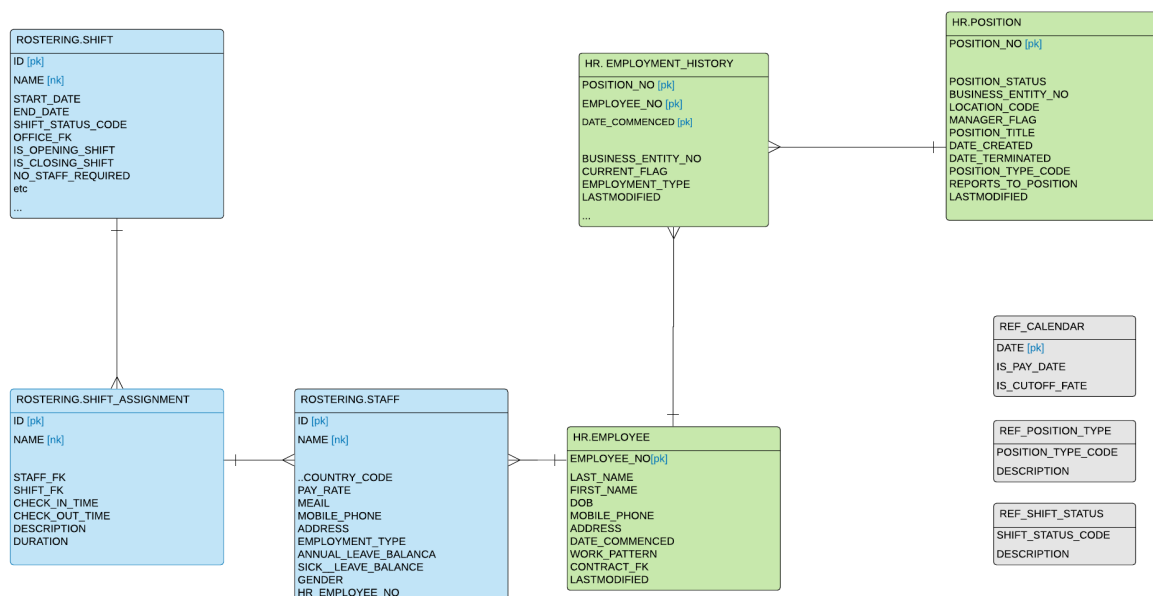 ROSTERING.SHIFT
ID [pk]
NAME [nk]
START_DATE
END_DATE
SHIFT_STATUS_CODE
OFFICE_FK
IS_OPENING_SHIFT
IS_CLOSING_SHIFT
NO_STAFF_REQUIRED
etc
...
HR. EMPLOYMENT_HISTORY
POSITION_NO [pk]
EMPLOYEE_NO [pk]
DATE_COMMENCED [pk]
BUSINESS_ENTITY_NO
CURRENT_FLAG
EMPLOYMENT_TYPE
LASTMODIFIED
...
HR.POSITION
POSITION_NO [pk]
POSITION_STATUS
BUSINESS_ENTITY_NO
LOCATION_CODE
MANAGER_FLAG
POSITION_TITLE
DATE_CREATED
DATE_TERMINATED
POSITION_TYPE_CODE
REPORTS_TO_POSITION
LASTMODIFIED
ROSTERING.SHIFT_ASSIGNMENT
ID [pk]
NAME [nk]
STAFF_FK
SHIFT_FK
CHECK_IN_TIME
CHECK_OUT_TIME
DESCRIPTION
DURATION
ROSTERING.STAFF
ID [pk]
NAME [nk]
..COUNTRY_CODE
PAY_RATE
MEAIL
MOBILE_PHONE
ADDRESS
EMPLOYMENT_TYPE
ANNUAL_LEAVE_BALANCA
SICK__LEAVE_BALANCE
GENDER
HR_EMPLOYEE_NO
HR.EMPLOYEE
EMPLOYEE_NO[pk]
LAST_NAME
FIRST_NAME
DOB
MOBILE_PHONE
ADDRESS
DATE_COMMENCED
WORK_PATTERN
CONTRACT_FK
LASTMODIFIED
REF_CALENDAR
DATE [pk]
IS_PAY_DATE
IS_CUTOFF_FATE
REF_POSITION_TYPE
POSITION_TYPE_CODE
DESCRIPTION
REF_SHIFT_STATUS
SHIFT_STATUS_CODE
DESCRIPTION